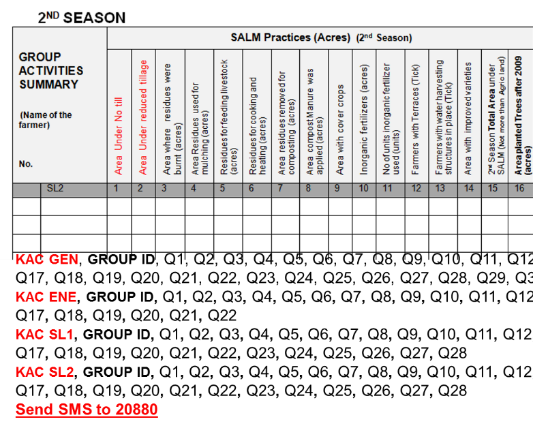 2ND SEASON
SALM Practices (Acres) (2nd Season)
GROUP
ACTIVITIES
SUMMARY
(Name of the
farmer)
No.
Area Under No till
Area Under reduced tillage
Area where residues were
burnt (acres)
Area Residues used for
mulching (acres)
Residues for feeding livestock
(acres)
Residues for cooking and
heating (acres)
Area residues removed for
composting (acres)
Area compost Manure was
applied (acres)
Area with cover crops
Inorganic fertilizers (acres)
No of units inorganic fertilizer
used (units)
Farmers with Terraces (Tick)
Farmers with water harvesting
structures in place (Tick)
Area with improved varieties
2nd Season Total Area under
SALM (Not more than Agric land)
Area planted Trees after 2009
(acres)
SL2 1 2 3 4 5 6 7 8 9 10 11 12 13 14 15 16
KAC GEN, GROUP ID, Q1, Q2, Q3, Q4, Q5, Q6, Q7, Q8, Q9, Q10, Q11, Q12
Q17, Q18, Q19, Q20, Q21, Q22, Q23, Q24, Q25, Q26, Q27, Q28, Q29, Q3
KAC ENE, GROUP ID, Q1, Q2, Q3, Q4, Q5, Q6, Q7, Q8, Q9, Q10, Q11, Q12
Q17, Q18, Q19, Q20, Q21, Q22
KAC SL1, GROUP ID, Q1, Q2, Q3, Q4, Q5, Q6, Q7, Q8, Q9, Q10, Q11, Q12
Q17, Q18, Q19, Q20, Q21, Q22, Q23, Q24, Q25, Q26, Q27, Q28
KAC SL2, GROUP ID, Q1, Q2, Q3, Q4, Q5, Q6, Q7, Q8, Q9, Q10, Q11, Q12
Q17, Q18, Q19, Q20, Q21, Q22, Q23, Q24, Q25, Q26, Q27, Q28
Send SMS to 20880